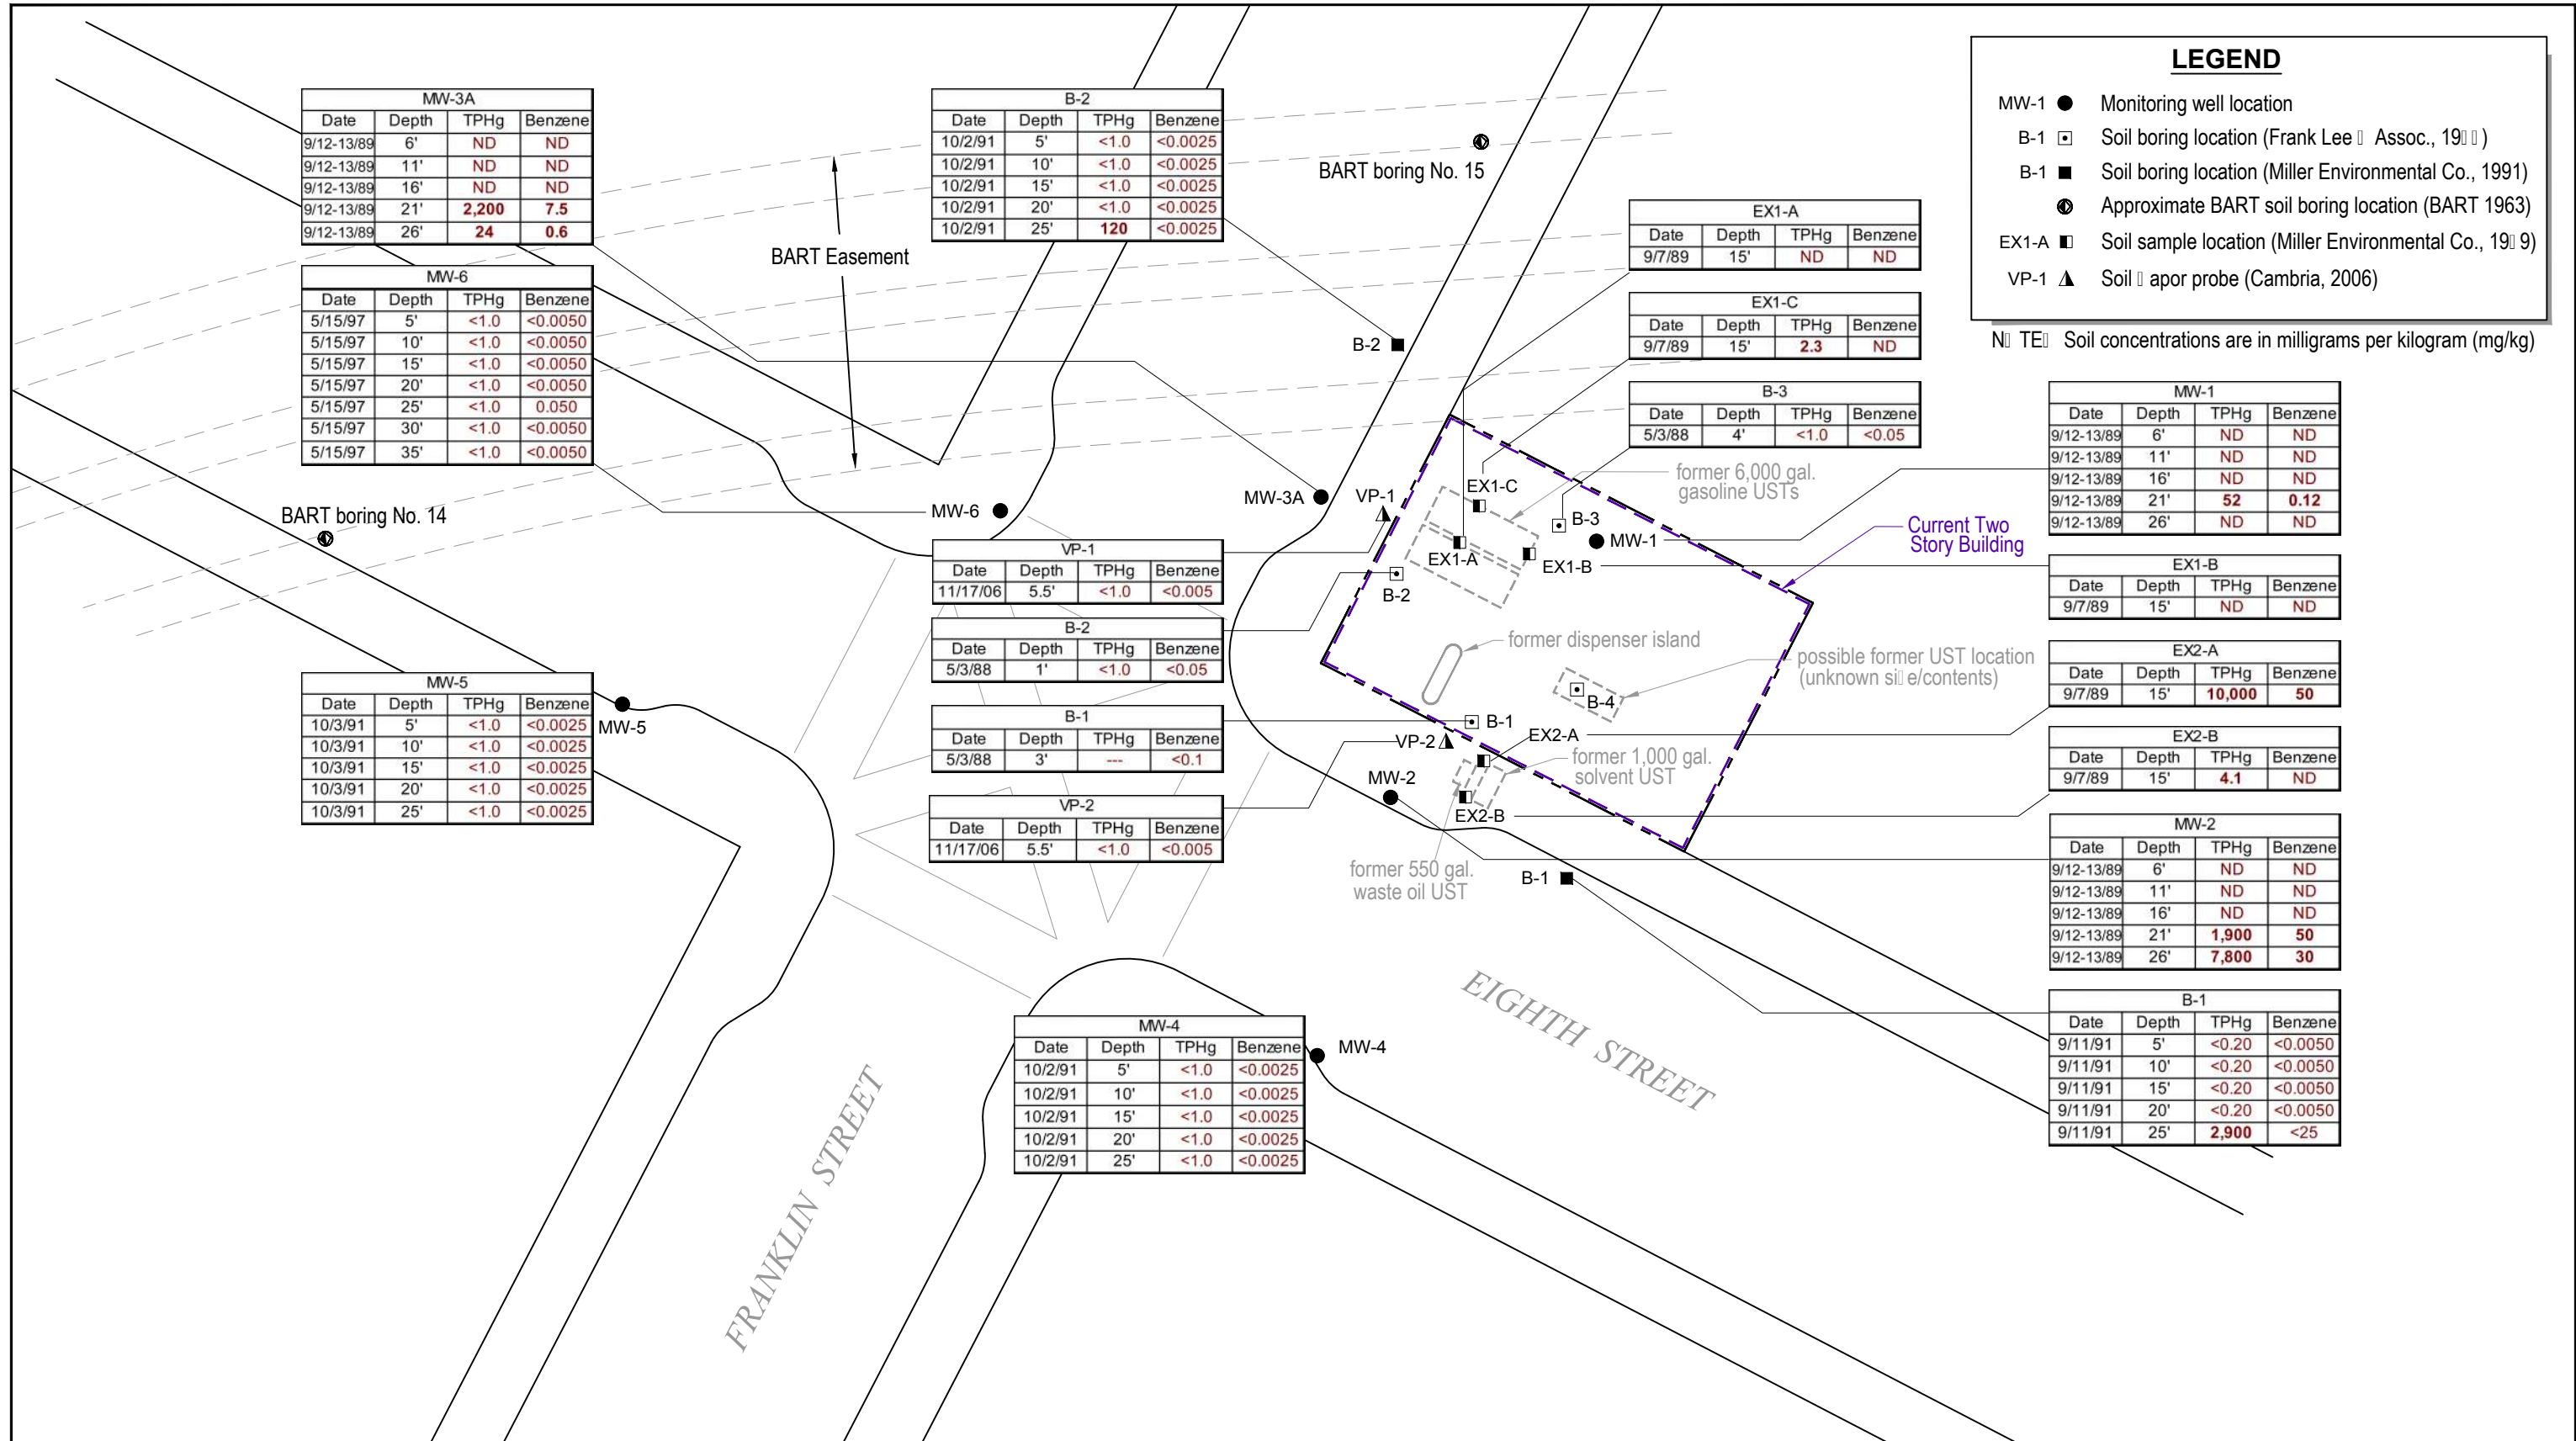 MW-3A
Date Depth TPHg Benzene
9/12-13/89 6' ND ND
9/12-13/89 11' ND ND
9/12-13/89 16' ND ND
9/12-13/89 21' 2,200 7.5
9/12-13/89 26' 24 0.6
MW-6
Date Depth TPHg Benzene
5/15/97 5' <1.0 <0.0050
5/15/97 10' <1.0 <0.0050
5/15/97 15' <1.0 <0.0050
5/15/97 20' <1.0 <0.0050
5/15/97 25' <1.0 0.050
5/15/97 30' <1.0 <0.0050
5/15/97 35' <1.0 <0.0050
BART boring No. 14
MW-5
Date Depth TPHg Benzene
10/3/91 5' <1.0 <0.0025
10/3/91 10' <1.0 <0.0025
10/3/91 15' <1.0 <0.0025
10/3/91 20' <1.0 <0.0025
10/3/91 25' <1.0 <0.0025
MW-5
BART Easement
B-2
Date Depth TPHg Benzene
10/2/91 5' <1.0 <0.0025
10/2/91 10' <1.0 <0.0025
10/2/91 15' <1.0 <0.0025
10/2/91 20' <1.0 <0.0025
10/2/91 25' 120 <0.0025
MW-6
VP-1
Date Depth TPHg Benzene
11/17/06 5.5' <1.0 <0.005
B-2
Date Depth TPHg Benzene
5/3/88 1' <1.0 <0.05
B-1
Date Depth TPHg Benzene
5/3/88 3' --- <0.1
VP-2
Date Depth TPHg Benzene
11/17/06 5.5' <1.0 <0.005
MW-4
Date Depth TPHg Benzene
10/2/91 5' <1.0 <0.0025
10/2/91 10' <1.0 <0.0025
10/2/91 15' <1.0 <0.0025
10/2/91 20' <1.0 <0.0025
10/2/91 25' <1.0 <0.0025
MW-4
FRANKLIN STREET
EIGHTH STREET
BART boring No. 15
B-2
MW-3A
VP-1
EX1-A
Date Depth TPHg Benzene
9/7/89 15' ND ND
EX1-C
Date Depth TPHg Benzene
9/7/89 15' 2.3 ND
B-3
Date Depth TPHg Benzene
5/3/88 4' <1.0 <0.05
former 6,000 gal.
gasoline USTs
EX1-C
B-3
MW-1
EX1-A
EX1-B
B-2
Current Two
Story Building
former dispenser island
possible former UST location
(unknown
B-4
B-1
VP-2
EX2-A
former 1,000 gal.
solvent UST
MW-2
EX2-B
former 550 gal.
waste oil UST
B-1
LEGEND
MW-1 Monitoring well location
B-1 Soil boring location (Frank Lee Assoc.,
B-1 Soil boring location (Miller Environmental Co., 1991)
Approximate BART soil boring location (BART 1963)
EX1-A Soil sample location (Miller Environmental Co.,
VP-1 Soil probe (Cambria, 2006)
Soil concentrations are in milligrams per kilogram (mg/kg)
MW-1
Date Depth TPHg Benzene
9/12-13/89 6' ND ND
9/12-13/89 11' ND ND
9/12-13/89 16' ND ND
9/12-13/89 21' 52 0.12
9/12-13/89 26' ND ND
EX1-B
Date Depth TPHg Benzene
9/7/89 15' ND ND
EX2-A
Date Depth TPHg Benzene
9/7/89 15' 10,000 50
EX2-B
Date Depth TPHg Benzene
9/7/89 15' 4.1 ND
MW-2
Date Depth TPHg Benzene
9/12-13/89 6' ND ND
9/12-13/89 11' ND ND
9/12-13/89 16' ND ND
9/12-13/89 21' 1,900 50
9/12-13/89 26' 7,800 30
B-1
Date Depth TPHg Benzene
9/11/91 5' <0.20 <0.0050
9/11/91 10' <0.20 <0.0050
9/11/91 15' <0.20 <0.0050
9/11/91 20' <0.20 <0.0050
9/11/91 25' 2,900 <25